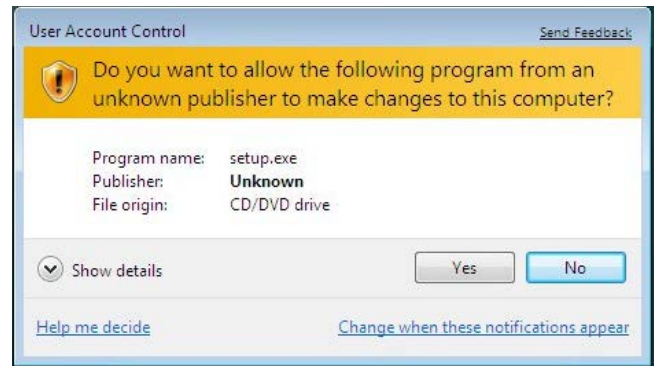 User Account Control
Send Feedback
Do you want to allow the following program from an
unknown publisher to make changes to this computer?
Program name: setup.exe
Publisher: Unknown
File origin: CD/DVD drive
Show details
Yes
No
Help me decide
Change when these notifications appear